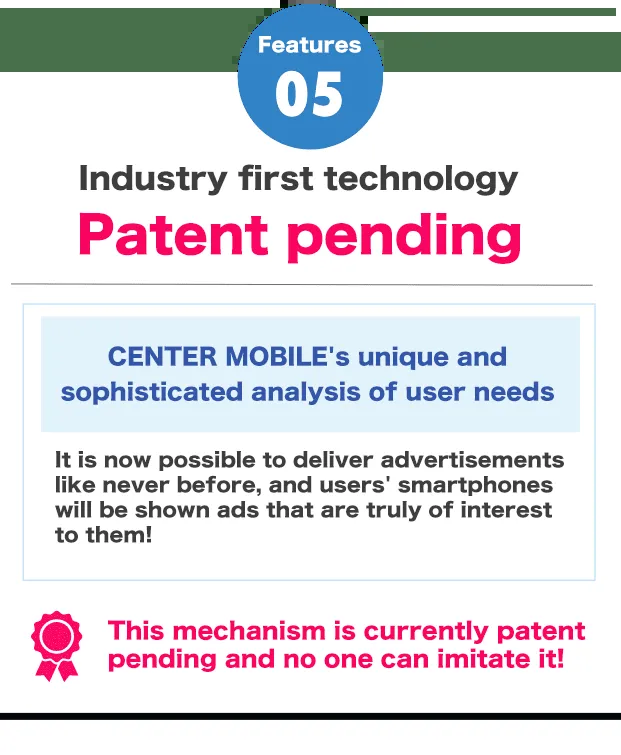 Features
05
Industry first technology
Patent pending
CENTER MOBILE's unique and
sophisticated analysis of user needs
It is now possible to deliver advertisements
like never before, and users' smartphones
will be shown ads that are truly of interest
to them!
This mechanism is currently patent
pending and no one can imitate it!